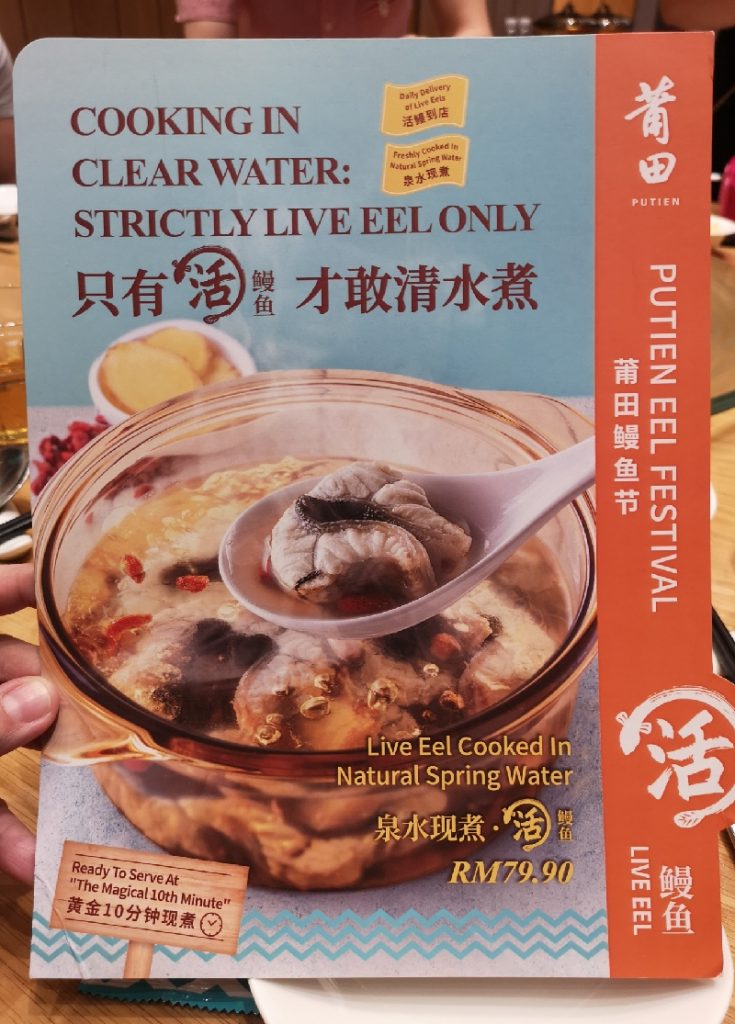 COOKING IN
CLEAR WATER:
STRICTLY LIVE EEL ONLY
只有活鳗鱼 才敢清水煮
Daily Delivery
of Live Eels
活鳗到店
Freshly Cooked In
Natural Spring Water
泉水现煮
莆田
PUTIEN
PUTIEN EEL FESTIVAL
莆田鳗鱼节
Live Eel Cooked In
Natural Spring Water
泉水现煮·活鳗鱼
RM79.90
Ready To Serve At
"The Magical 10th Minute"
黄金10分钟现煮
活
鳗鱼
LIVE EEL